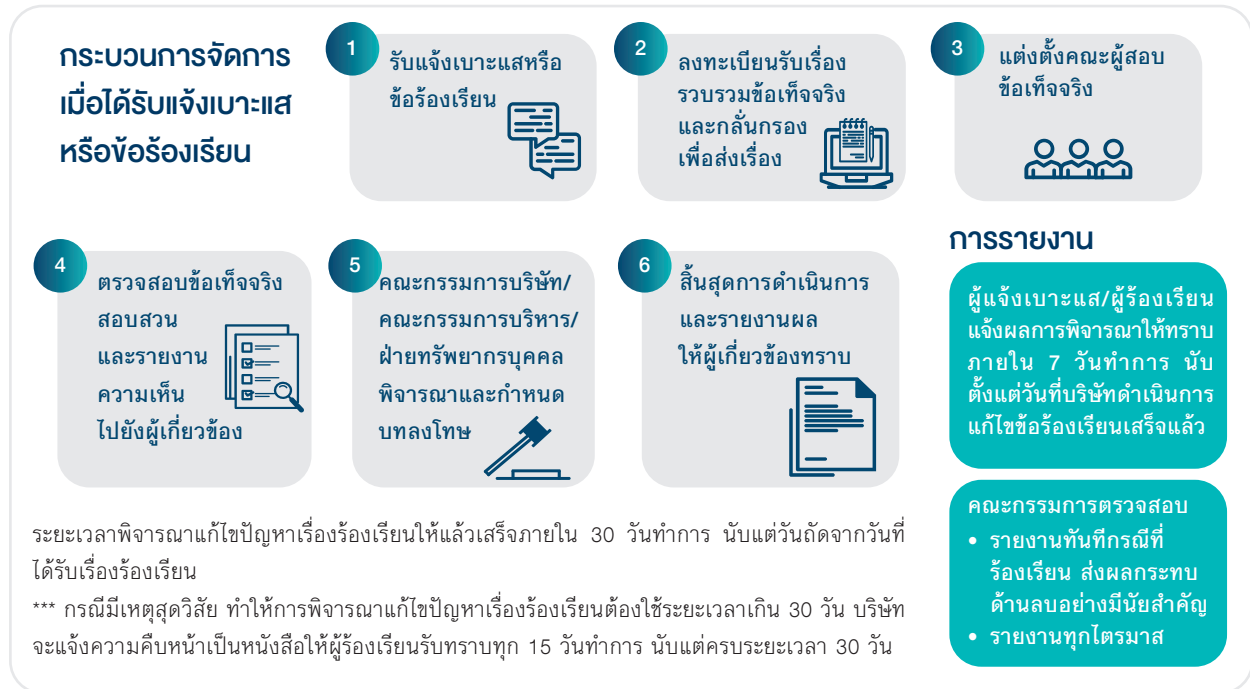 กระบวนการจัดการ
เมื่อได้รับแจ้งเบาะแส
หรือข้อร้องเรียน
1
รับแจ้งเบาะแสหรือ
ข้อร้องเรียน
2
ลงทะเบียนรับเรื่อง
รวบรวมข้อเท็จจริง
และกลั่นกรอง
เพื่อส่งเรื่อง
3
แต่งตั้งคณะผู้สอบ
ข้อเท็จจริง
4
ตรวจสอบข้อเท็จจริง
สอบสวน
และรายงาน
ความเห็น
ไปยังผู้เกี่ยวข้อง
5
คณะกรรมการบริษัท/
คณะกรรมการบริหาร/
ฝ่ายทรัพยากรบุคคล
พิจารณาและกำหนด
บทลงโทษ
6
สิ้นสุดการดำเนินการ
และรายงานผล
ให้ผู้เกี่ยวข้องทราบ
การรายงาน
ผู้แจ้งเบาะแส/ผู้ร้องเรียน
แจ้งผลการพิจารณาให้ทราบ
ภายใน 7 วันทำการ นับ
ตั้งแต่วันที่บริษัทดำเนินการ
แก้ไขข้อร้องเรียนเสร็จแล้ว
คณะกรรมการตรวจสอบ
• รายงานทันทีกรณีที่
ร้องเรียน ส่งผลกระทบ
ด้านลบอย่างมีนัยสำคัญ
• รายงานทุกไตรมาส
ระยะเวลาพิจารณาแก้ไขปัญหาเรื่องร้องเรียนให้แล้วเสร็จภายใน 30 วันทำการ นับแต่วันถัดจากวันที่
ได้รับเรื่องร้องเรียน
*** กรณีมีเหตุสุดวิสัย ทำให้การพิจารณาแก้ไขปัญหาเรื่องร้องเรียนต้องใช้ระยะเวลาเกิน 30 วัน บริษัท
จะแจ้งความคืบหน้าเป็นหนังสือให้ผู้ร้องเรียนรับทราบทุก 15 วันทำการ นับแต่ครบระยะเวลา 30 วัน